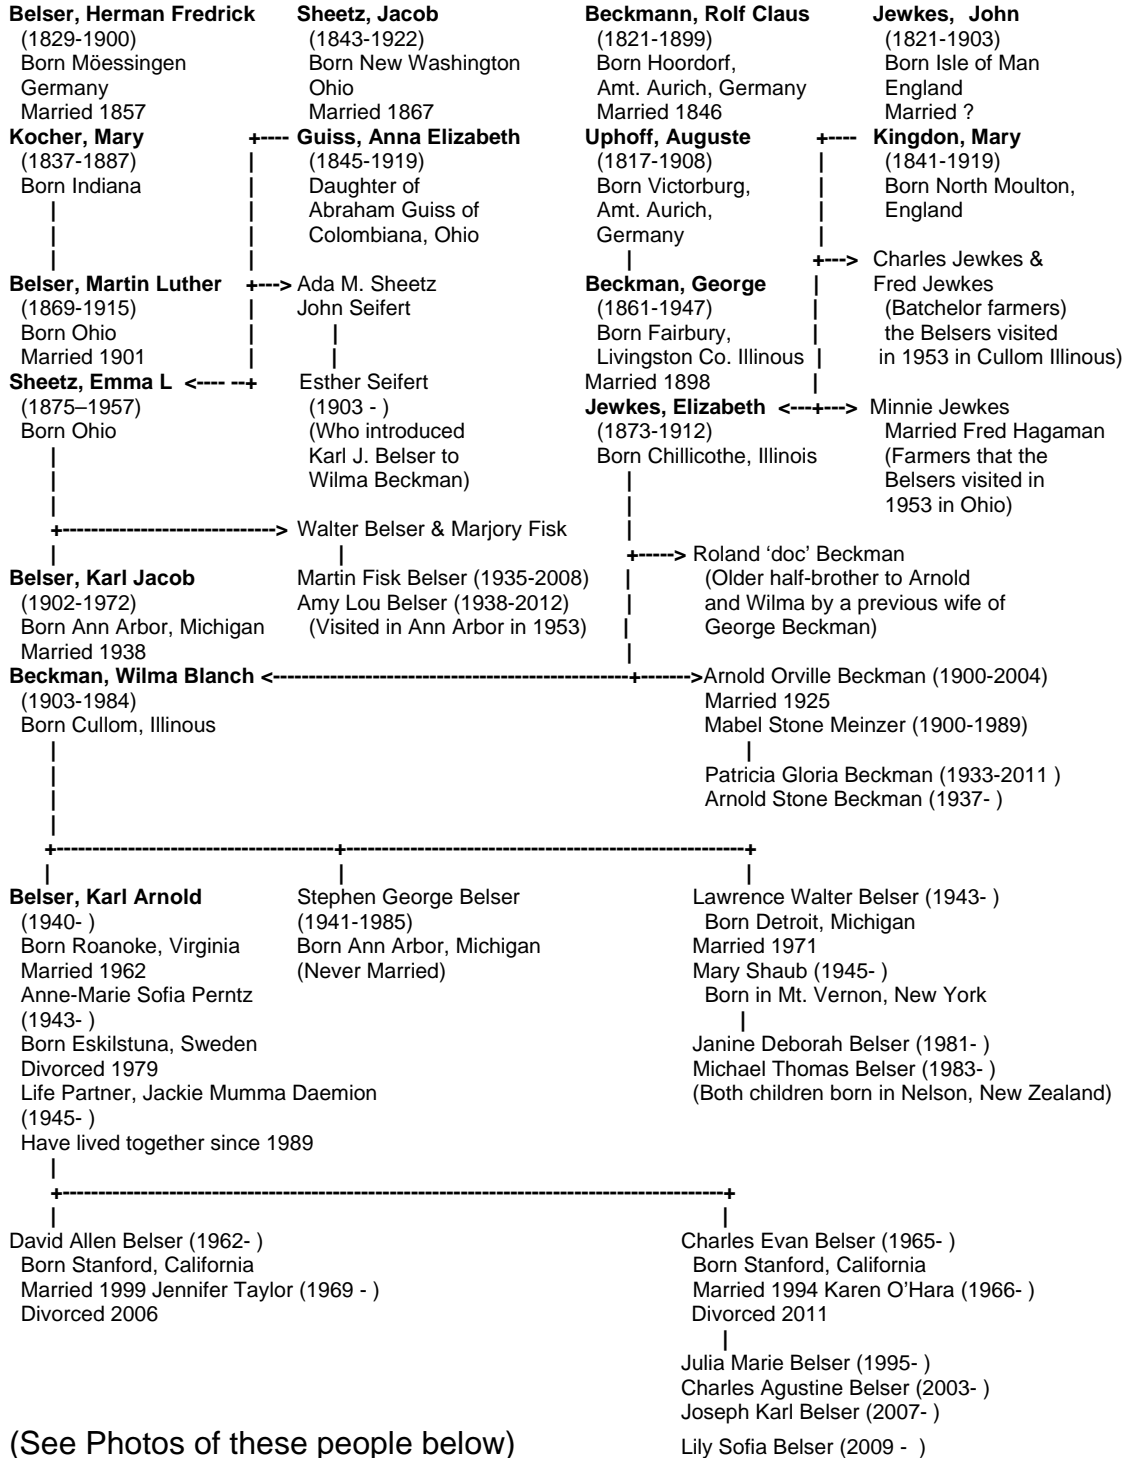 Belser, Herman Fredrick Sheetz, Jacob Beckmann, Rolf Claus Jewkes, John
(1829-1900) (1843-1922) (1821-1899) (1821-1903)
Born Möessingen Born New Washington Born Hoordorf, Born Isle of Man
Germany Ohio Amt. Aurich, Germany England
Married 1857 Married 1867 Married 1846 Married ?
Kocher, Mary +---- Guiss, Anna Elizabeth Uphoff, Auguste +---- Kingdon, Mary
(1837-1887) | (1845-1919) (1817-1908) | (1841-1919)
Born Indiana | Daughter of Born Victorburg, | Born North Moulton,
| | Abraham Guiss of Amt. Aurich, | England
| | Colombiana, Ohio Germany |
| | | +---> Charles Jewkes &
Belser, Martin Luther +---> Ada M. Sheetz Beckman, George | Fred Jewkes
(1869-1915) | John Seifert (1861-1947) | (Batchelor farmers)
Born Ohio | | Born Fairbury, | the Belsers visited
Married 1901 | | Livingston Co. Illinois | in 1953 in Cullom Illinous)
Sheetz, Emma L <---- --+ Esther Seifert Married 1898 |
(1875–1957) (1903 - ) Jewkes, Elizabeth <---+---> Minnie Jewkes
Born Ohio (Who introduced (1873-1912) Married Fred Hagaman
| Karl J. Belser to Born Chillicothe, Illinois (Farmers that the
| Wilma Beckman) | Belsers visited in
| | 1953 in Ohio)
+------------------------------> Walter Belser & Marjory Fisk |
| | +-----> Roland ‘doc’ Beckman
Belser, Karl Jacob Martin Fisk Belser (1935-2008) | (Older half-brother to Arnold
(1902-1972) Amy Lou Belser (1938-2012) | and Wilma by a previous wife of
Born Ann Arbor, Michigan (Visited in Ann Arbor in 1953) | George Beckman)
Married 1938 |
Beckman, Wilma Blanch <--------------------------------------------------+------->Arnold Orville Beckman (1900-2004)
(1903-1984) Married 1925
Born Cullom, Illinous Mabel Stone Meinzer (1900-1989)
| |
| Patricia Gloria Beckman (1933-2011 )
| Arnold Stone Beckman (1937- )
|
+---------------------------------------+---------------------------------------------------------+
| | |
Belser, Karl Arnold Stephen George Belser Lawrence Walter Belser (1943- )
(1940- ) (1941-1985) Born Detroit, Michigan
Born Roanoke, Virginia Born Ann Arbor, Michigan Married 1971
Married 1962 (Never Married) Mary Shaub (1945- )
Anne-Marie Sofia Perntz Born in Mt. Vernon, New York
(1943- ) |
Born Eskilstuna, Sweden Janine Deborah Belser (1981- )
Divorced 1979 Michael Thomas Belser (1983- )
Life Partner, Jackie Mumma Daemion (Both children born in Nelson, New Zealand)
(1945- )
Have lived together since 1989
|
+---------------------------------------------------------------------------------------------+
| |
David Allen Belser (1962- ) Charles Evan Belser (1965- )
Born Stanford, California Born Stanford, California
Married 1999 Jennifer Taylor (1969 - ) Married 1994 Karen O’Hara (1966- )
Divorced 2006 Divorced 2011
|
Julia Marie Belser (1995- )
Charles Agustine Belser (2003- )
Joseph Karl Belser (2007- )
(See Photos of these people below) Lily Sofia Belser (2009 - )